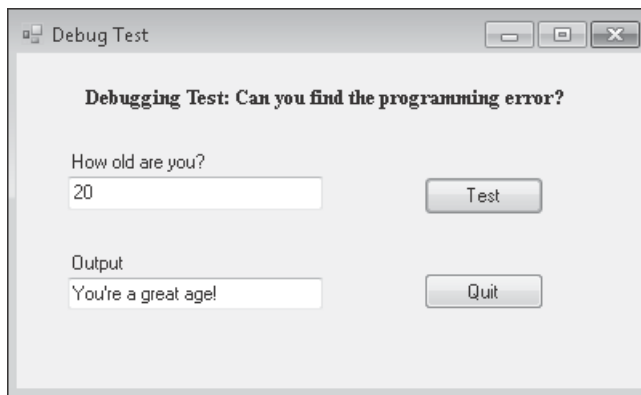 Debug Test
Debugging Test: Can you find the programming error?
How old are you?
20
Test
Output
You're a great age!
Quit